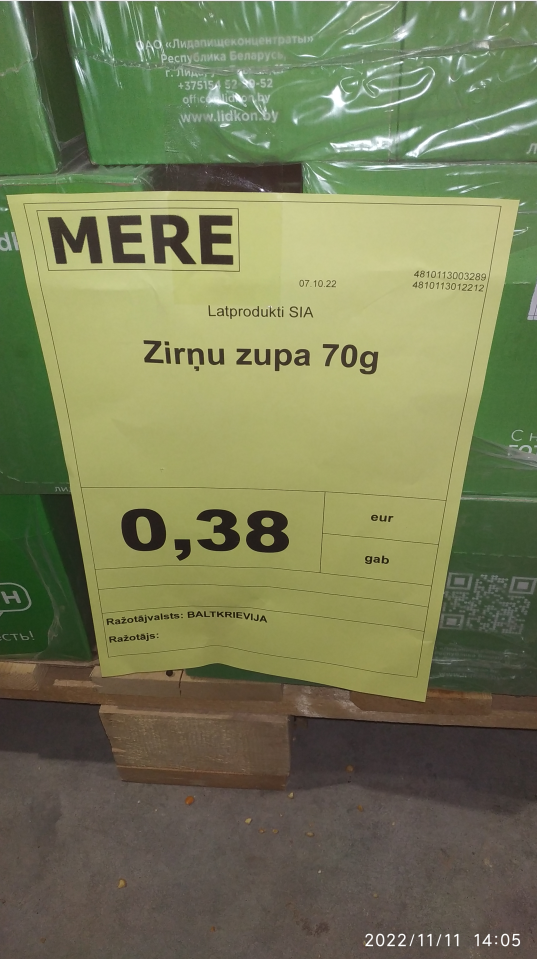 ОАО «Лидапищеконцентраты»
Республика Беларусь
www.lidkon.by
MERE
07.10.22
4810113003289
4810113012212
Latprodukti SIA
Zirņu zupa 70g
0,38
eur
gab
Ražotājvalsts: BALTKRIEVIJA
Ražotājs:
2022/11/11 14:05